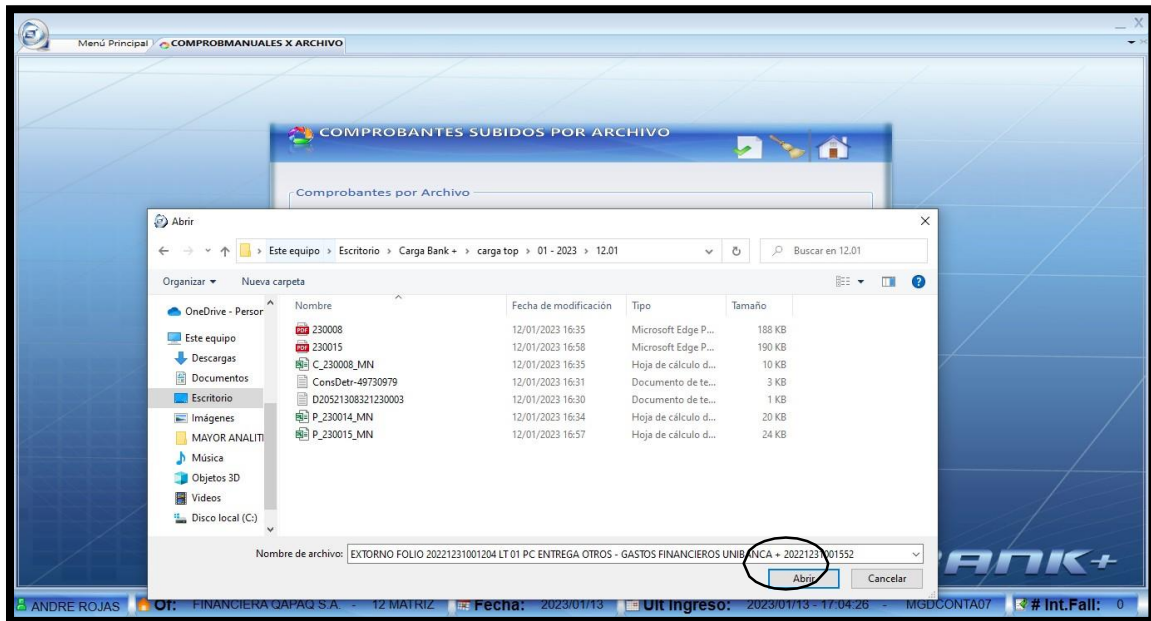 Menú Principal COMPROBMANUALES X ARCHIVO
COMPROBANTES SUBIDOS POR ARCHIVO
Comprobantes por Archivo
Abrir
Este equipo > Escritorio > Carga Bank + > carga top > 01 - 2023 > 12.01
Buscar en 12.01
Organizar Nueva carpeta
Nombre Fecha de modificación Tipo Tamaño
OneDrive - Person
Este equipo
Descargas
Documentos
Escritorio
Imágenes
MAYOR ANALITI
Música
Objetos 3D
Videos
Disco local (C:)
230008 12/01/2023 16:35 Microsoft Edge P... 188 KB
230015 12/01/2023 16:58 Microsoft Edge P... 190 KB
C_230008_MN 12/01/2023 16:35 Hoja de cálculo d... 10 KB
ConsDetr-49730979 12/01/2023 16:31 Documento de te... 3 KB
D20521308321230003 12/01/2023 16:30 Documento de te... 1 KB
P_230014_MN 12/01/2023 16:34 Hoja de cálculo d... 20 KB
P_230015_MN 12/01/2023 16:57 Hoja de cálculo d... 24 KB
Nombre de archivo: EXTORNO FOLIO 20221231001204 LT 01 PC ENTREGA OTROS - GASTOS FINANCIEROS UNIBANCA + 20221231001552
Abrir Cancelar
BANK+
ANDRE ROJAS Of: FINANCIERA QAPAQ S.A. - 12 MATRIZ Fecha: 2023/01/13 Ult Ingreso: 2023/01/13 - 17:04:26 - MGDCONTA07 # Int.Fall: 0